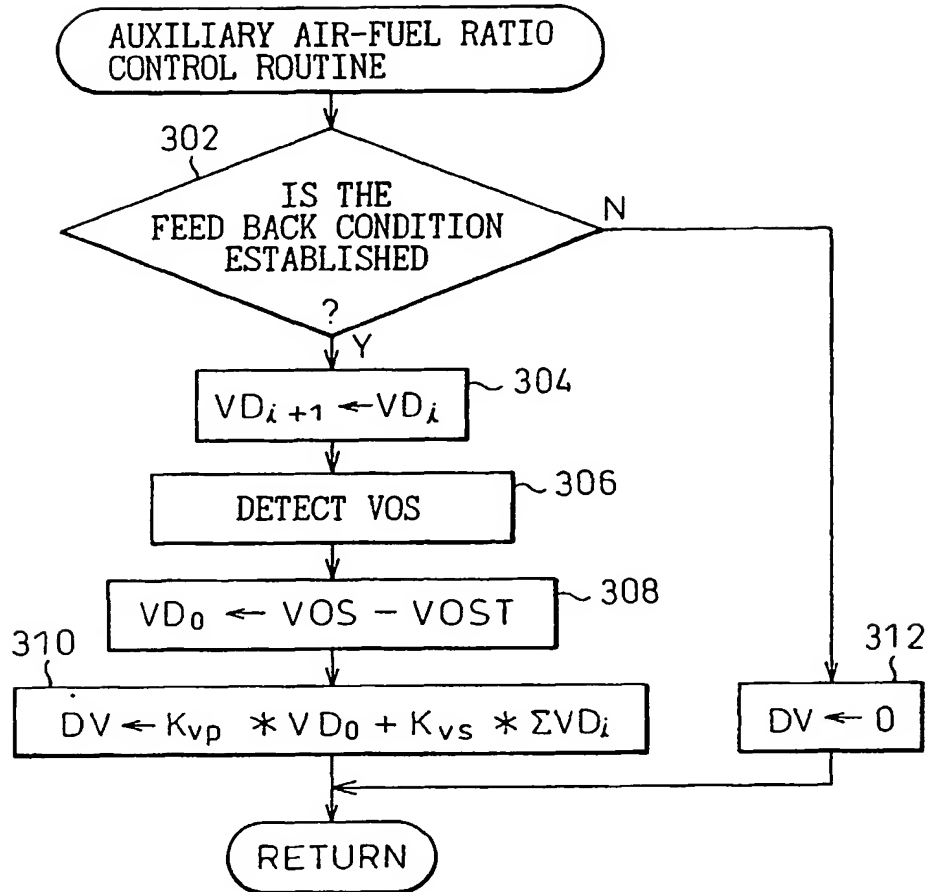 AUXILIARY AIR-FUEL RATIO
CONTROL ROUTINE
302
IS THE
FEED BACK CONDITION
ESTABLISHED
?
N
Y
304
VDi+1 ← VDi
306
DETECT VOS
308
VD0 ← VOS − VOST
310
DV ← Kvp * VD0 + Kvs * ΣVDi
312
DV ← 0
RETURN